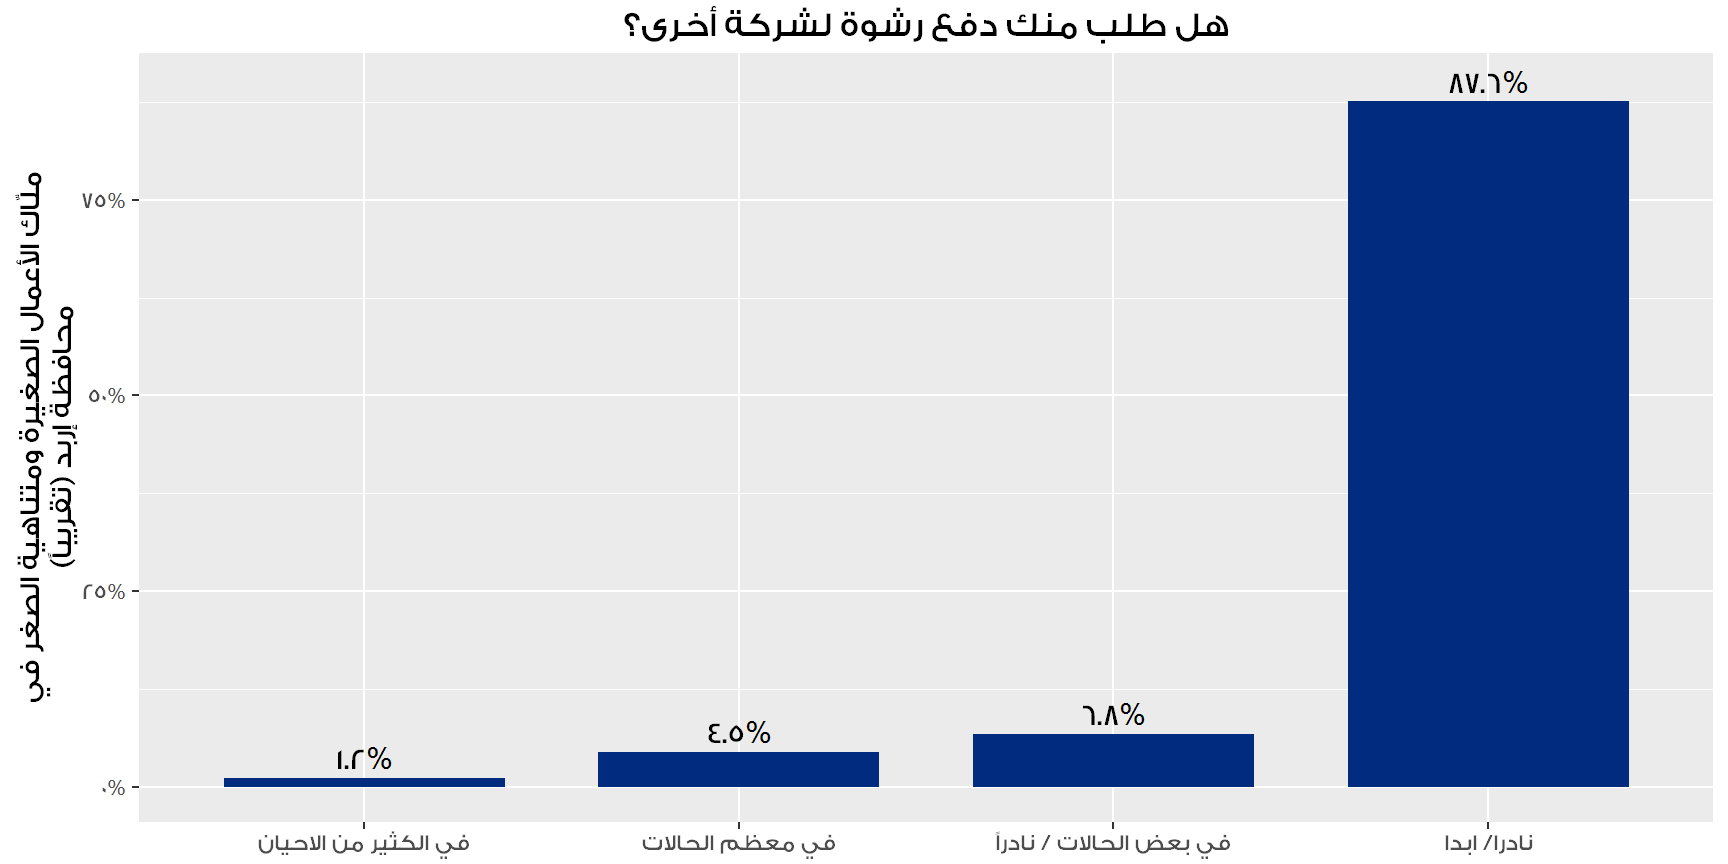 هل طلب منك دفع رشوة لشركة أخرى؟
ملّاك الأعمال الصغيرة ومتناهية الصغر في
محافظة إربد (تقريباً)
٧٥%
٥٠%
٢٥%
٠%
١.٢%
٤.٥%
٦.٨%
٨٧.٦%
في الكثير من الاحيان
في معظم الحالات
في بعض الحالات / نادراً
نادرا/ ابدا